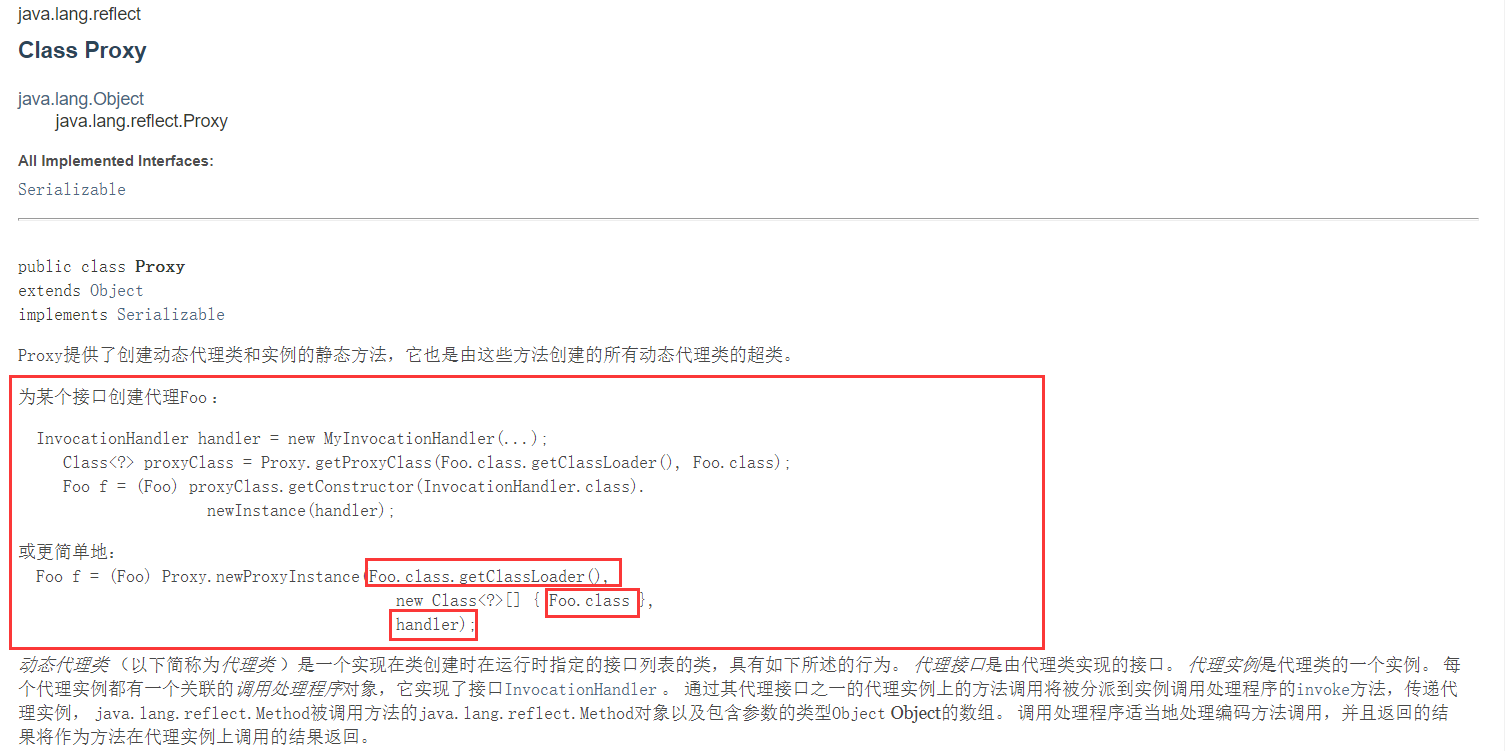 java.lang.reflect
Class Proxy
java.lang.Object
java.lang.reflect.Proxy
All Implemented Interfaces:
Serializable
public class Proxy
extends Object
implements Serializable
Proxy提供了创建动态代理类和实例的静态方法，它也是由这些方法创建的所有动态代理类的超类。
为某个接口创建代理Foo：
InvocationHandler handler = new MyInvocationHandler(...);
Class<?> proxyClass = Proxy.getProxyClass(Foo.class.getClassLoader(), Foo.class);
Foo f = (Foo) proxyClass.getConstructor(InvocationHandler.class).
newInstance(handler);
或更简单地：
Foo f = (Foo) Proxy.newProxyInstance(Foo.class.getClassLoader(),
new Class<?>[] { Foo.class },
handler);
动态代理类 （以下简称为代理类 ）是一个实现在类创建时在运行时指定的接口列表的类，具有如下所述的行为。 代理接口是由代理类实现的接口。 代理实例是代理类的一个实例。 每
个代理实例都有一个关联的调用处理程序对象，它实现了接口InvocationHandler 。 通过其代理接口之一的代理实例上的方法调用将被分派到实例调用处理程序的invoke方法，传递代
理实例， java.lang.reflect.Method被调用方法的java.lang.reflect.Method对象以及包含参数的类型Object Object的数组。 调用处理程序适当地处理编码方法调用，并且返回的结
果将作为方法在代理实例上调用的结果返回。